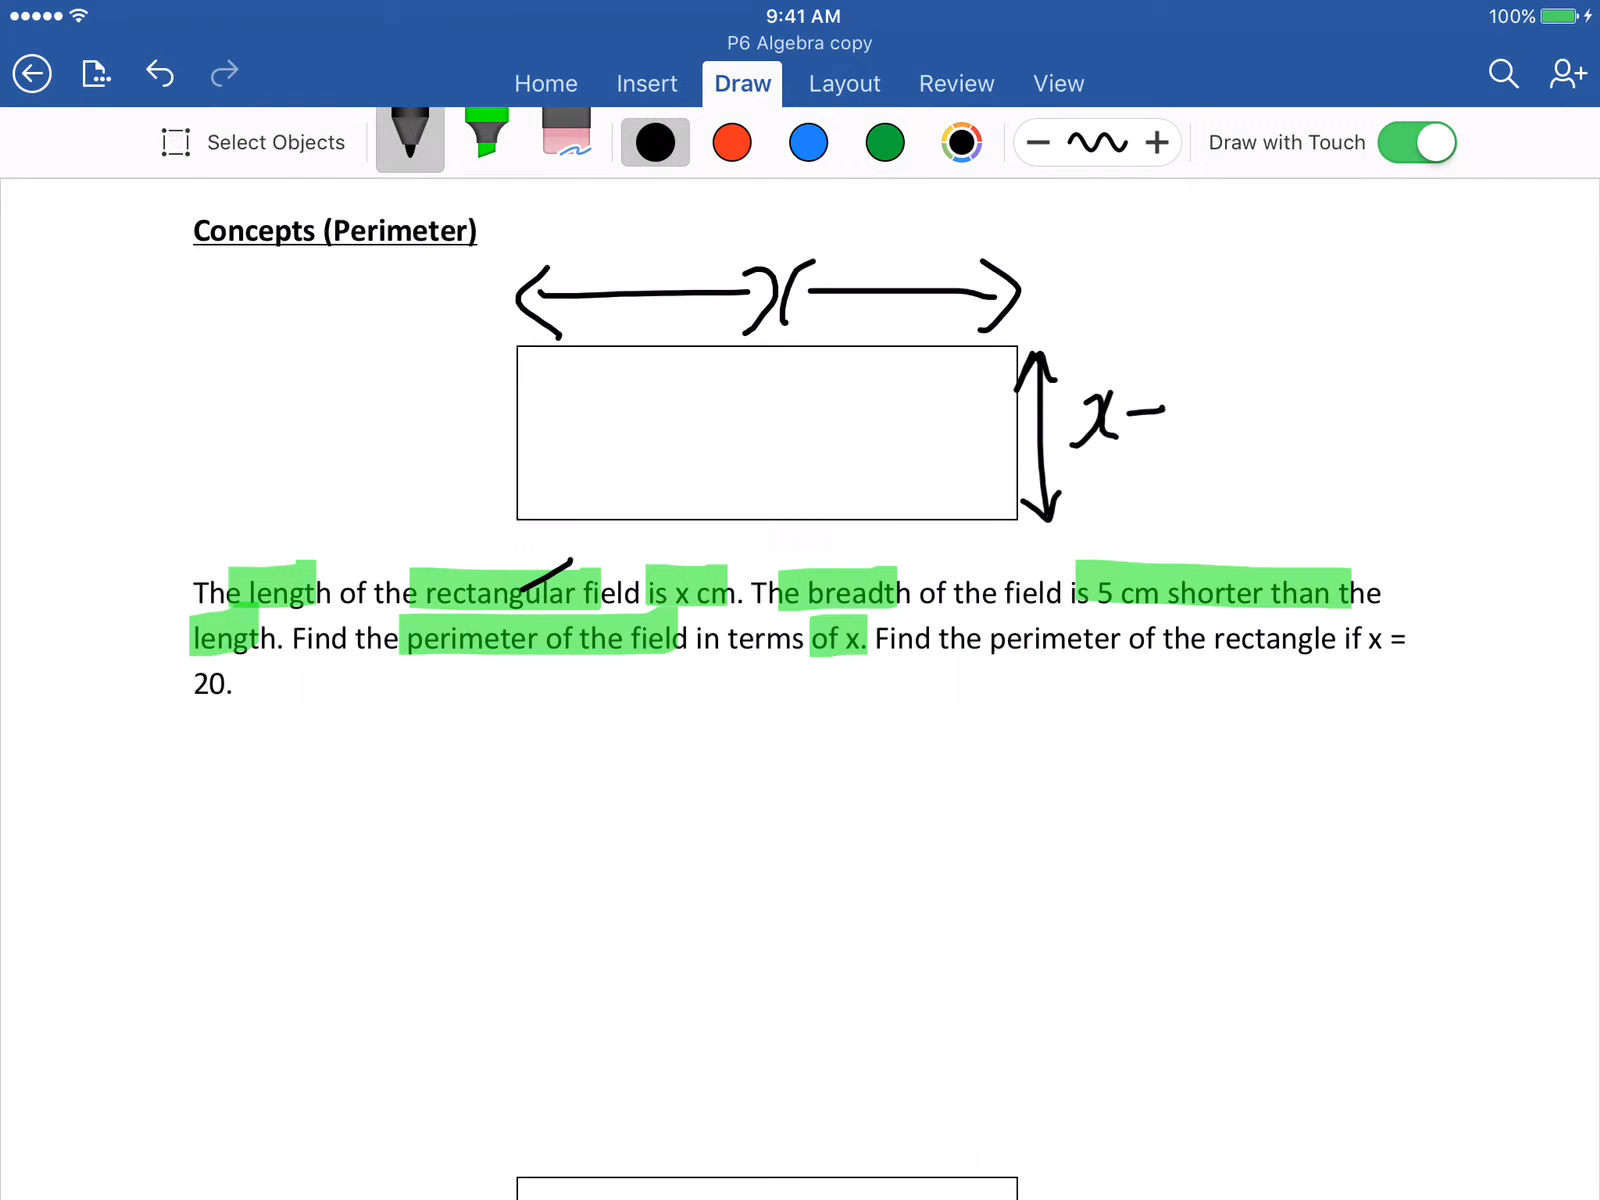 9:41 AM
100%
P6 Algebra copy
Home Insert Draw Layout Review View
Select Objects
Draw with Touch
Concepts (Perimeter)
x
x –
The length of the rectangular field is x cm. The breadth of the field is 5 cm shorter than the
length. Find the perimeter of the field in terms of x. Find the perimeter of the rectangle if x =
20.